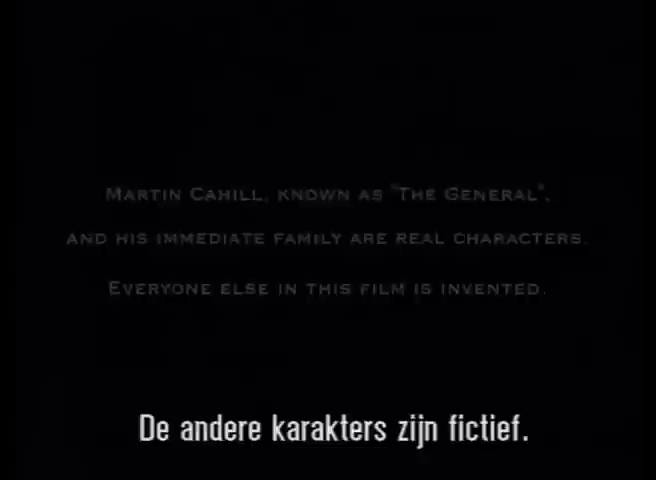 MARTIN CAHILL, KNOWN AS "THE GENERAL",
AND HIS IMMEDIATE FAMILY ARE REAL CHARACTERS.
EVERYONE ELSE IN THIS FILM IS INVENTED.
De andere karakters zijn fictief.